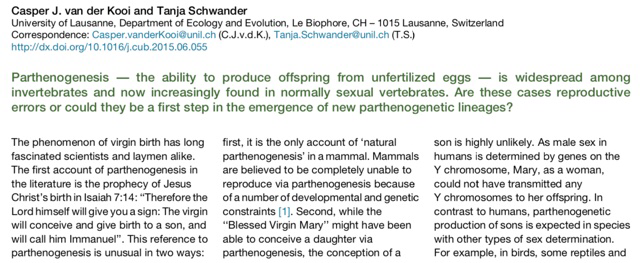 Casper J. van der Kooi and Tanja Schwander
University of Lausanne, Department of Ecology and Evolution, Le Biophore, CH – 1015 Lausanne, Switzerland
Correspondence: Casper.vanderKooi@unil.ch (C.J.v.d.K.), Tanja.Schwander@unil.ch (T.S.)
http://dx.doi.org/10.1016/j.cub.2015.06.055
Parthenogenesis — the ability to produce offspring from unfertilized eggs — is widespread among
invertebrates and now increasingly found in normally sexual vertebrates. Are these cases reproductive
errors or could they be a first step in the emergence of new parthenogenetic lineages?
The phenomenon of virgin birth has long
fascinated scientists and laymen alike.
The first account of parthenogenesis in
the literature is the prophecy of Jesus
Christ's birth in Isaiah 7:14: “Therefore the
Lord himself will give you a sign: The virgin
will conceive and give birth to a son, and
will call him Immanuel”. This reference to
parthenogenesis is unusual in two ways:
first, it is the only account of ‘natural
parthenogenesis’ in a mammal. Mammals
are believed to be completely unable to
reproduce via parthenogenesis because
of a number of developmental and genetic
constraints [1]. Second, while the
‘‘Blessed Virgin Mary’’ might have been
able to conceive a daughter via
parthenogenesis, the conception of a
son is highly unlikely. As male sex in
humans is determined by genes on the
Y chromosome, Mary, as a woman,
could not have transmitted any
Y chromosomes to her offspring. In
contrast to humans, parthenogenetic
production of sons is expected in species
with other types of sex determination.
For example, in birds, some reptiles and